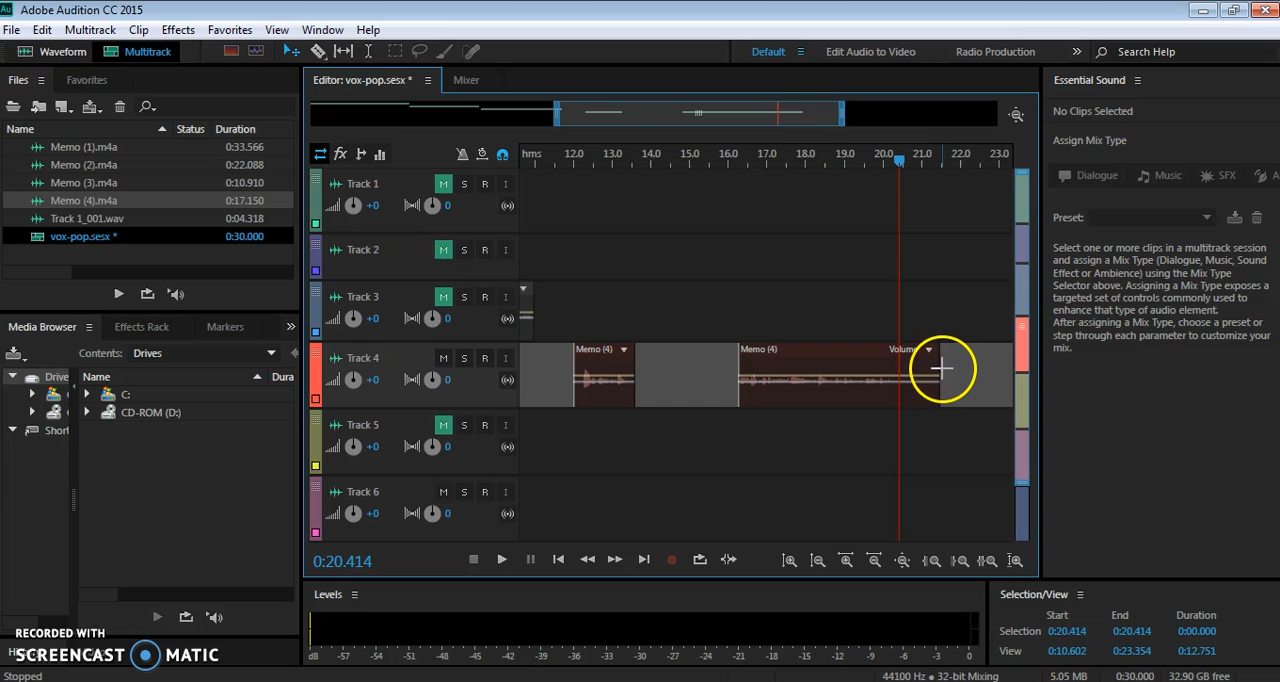 Au Adobe Audition CC 2015
File Edit Multitrack Clip Effects Favorites View Window Help
Waveform Multitrack Default Edit Audio to Video Radio Production Search Help
Files Favorites
Name Status Duration
Memo (1).m4a 0:33.566
Memo (2).m4a 0:22.088
Memo (3).m4a 0:10.910
Memo (4).m4a 0:17.150
Track 1_001.wav 0:04.318
vox-pop.sesx * 0:30.000
Media Browser Effects Rack Markers
Contents: Drives
Drive Name Dura
C:
CD-ROM (D:)
Short
Editor: vox-pop.sesx * Mixer
fx hms 12.0 13.0 14.0 15.0 16.0 17.0 18.0 19.0 20.0 21.0 22.0 23.0
Track 1 M S R I
+0 0
Track 2 M S R I
Track 3 M S R I
+0 0
Track 4 M S R I
+0 0
Memo (4) Memo (4) Volume
Track 5 M S R I
+0 0
Track 6 M S R I
+0 0
0:20.414
Levels
dB -57 -54 -51 -48 -45 -42 -39 -36 -33 -30 -27 -24 -21 -18 -15 -12 -9 -6 -3 0
Essential Sound
No Clips Selected
Assign Mix Type
Dialogue Music SFX A
Preset:
Select one or more clips in a multitrack
session and assign a Mix Type
(Dialogue, Music, Sound
Effect or Ambience) using the Mix Type
Selector above. Assigning a Mix Type exposes a
targeted set of controls commonly used to
enhance that type of audio element.
After assigning a Mix Type, choose a preset or
step through each parameter to customize your
mix.
Selection/View
Start End Duration
Selection 0:20.414 0:20.414 0:00.000
View 0:10.602 0:23.354 0:12.751
RECORDED WITH
SCREENCAST MATIC
Stopped 44100 Hz ● 32-bit Mixing 5.05 MB 0:30.000 32.90 GB free